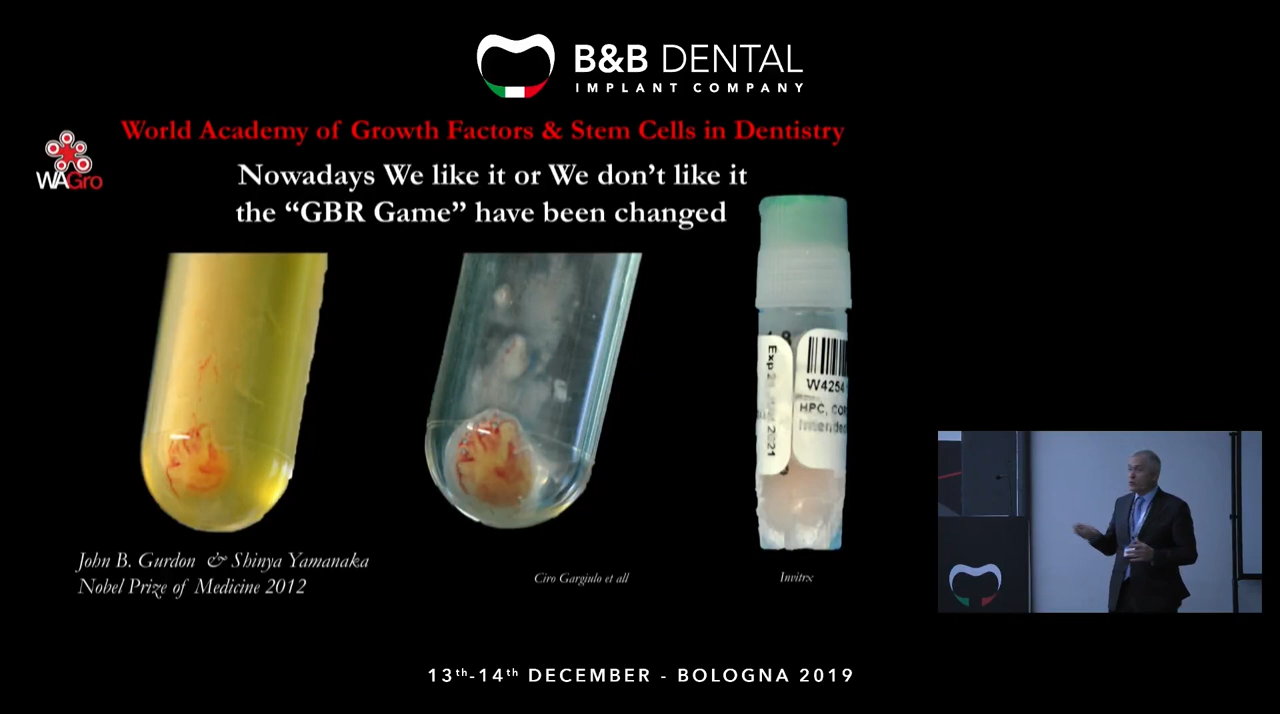 B&B DENTAL
IMPLANT COMPANY
World Academy of Growth Factors & Stem Cells in Dentistry
WAGro
Nowadays We like it or We don’t like it
the “GBR Game” have been changed
Exp 2021
W4254
HPC, CO
Intended
John B. Gurdon & Shinya Yamanaka
Nobel Prize of Medicine 2012
Ciro Gargiulo et all
Invitrx
13th-14th DECEMBER - BOLOGNA 2019